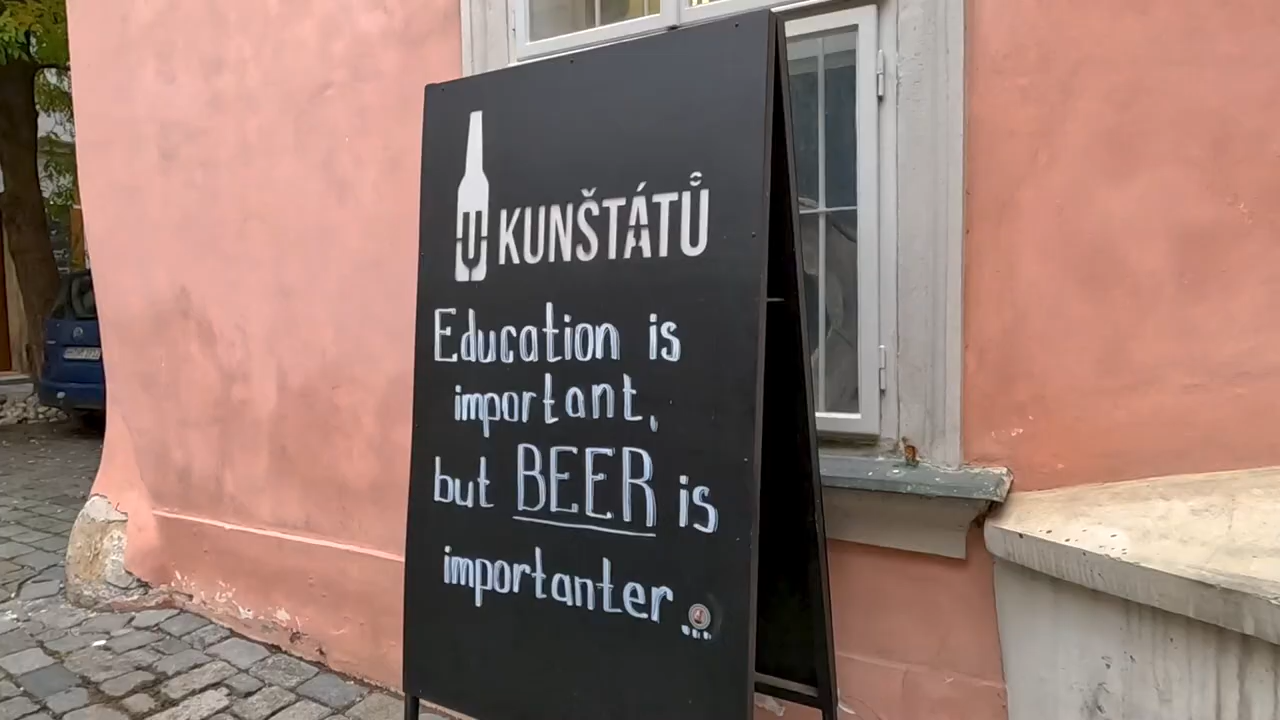 U KUNŠTÁTŮ
Education is
important,
but BEER is
importanter...